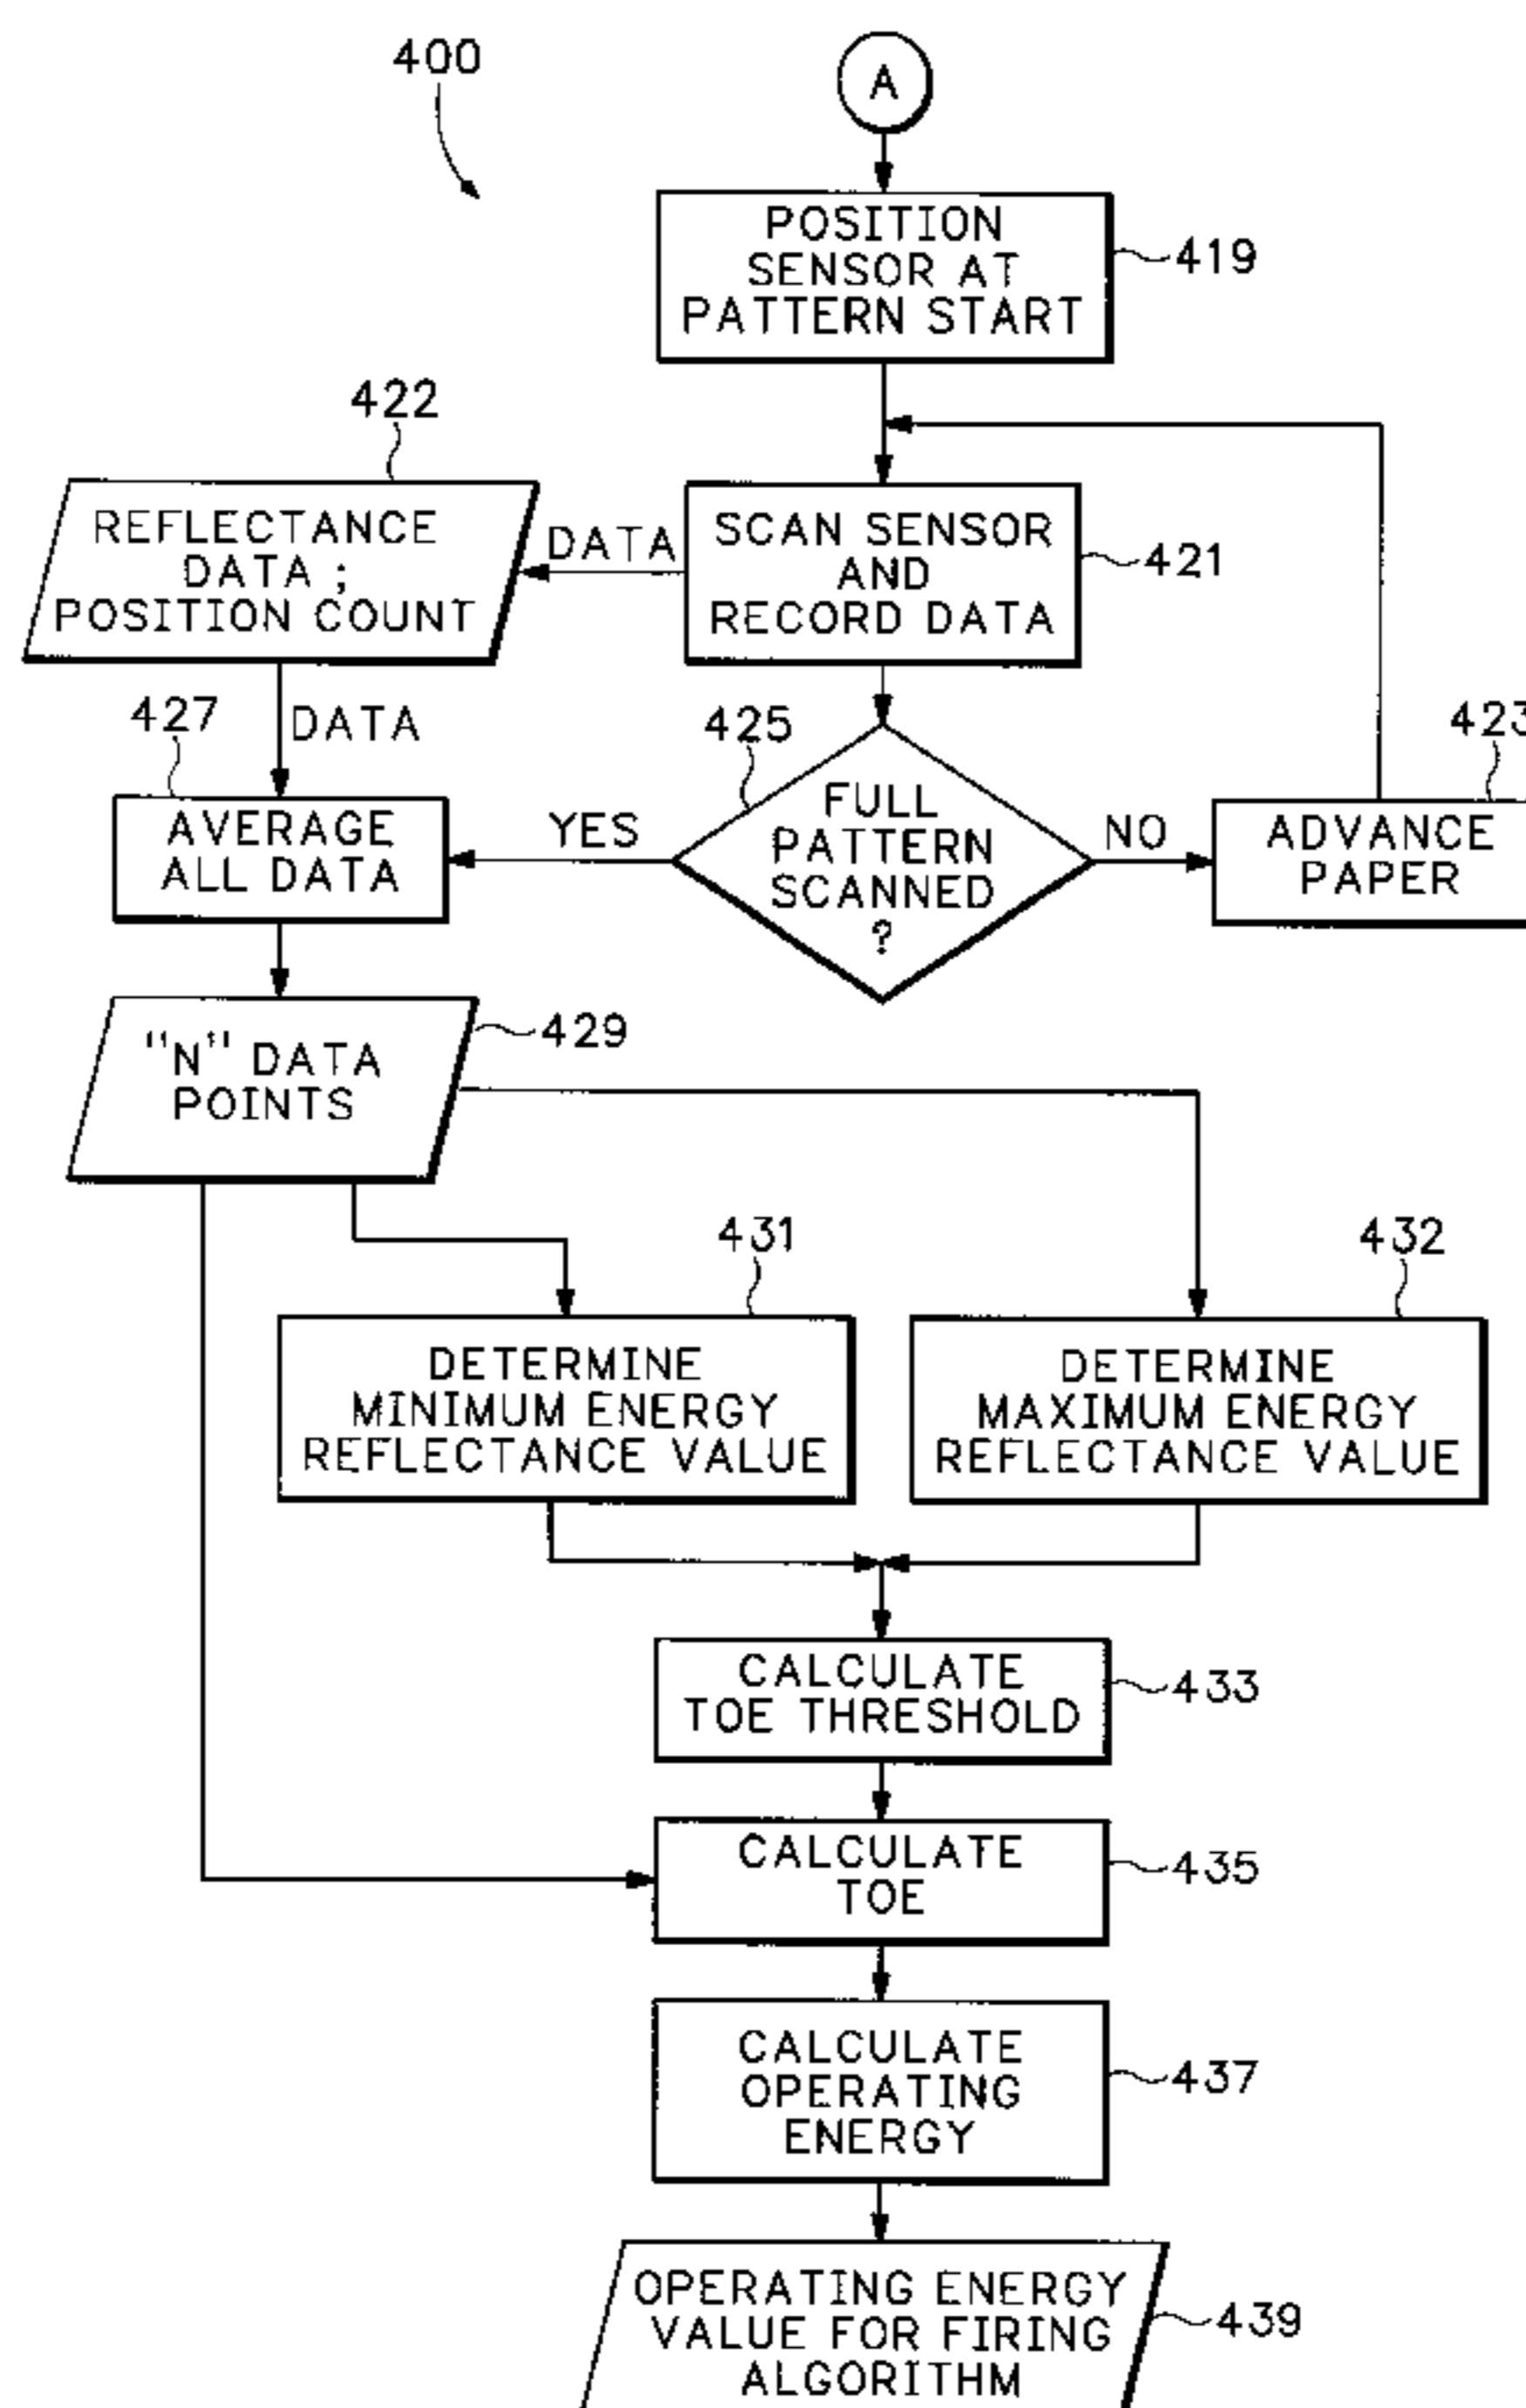 400
A
POSITION
SENSOR AT
PATTERN START
419
422
REFLECTANCE
DATA ;
POSITION COUNT
DATA
SCAN SENSOR
AND
RECORD DATA
421
427
DATA
425
423
AVERAGE
ALL DATA
YES
FULL
PATTERN
SCANNED
?
NO
ADVANCE
PAPER
"N" DATA
POINTS
429
431
432
DETERMINE
MINIMUM ENERGY
REFLECTANCE VALUE
DETERMINE
MAXIMUM ENERGY
REFLECTANCE VALUE
CALCULATE
TOE THRESHOLD
433
CALCULATE
TOE
435
CALCULATE
OPERATING
ENERGY
437
OPERATING ENERGY
VALUE FOR FIRING
ALGORITHM
439